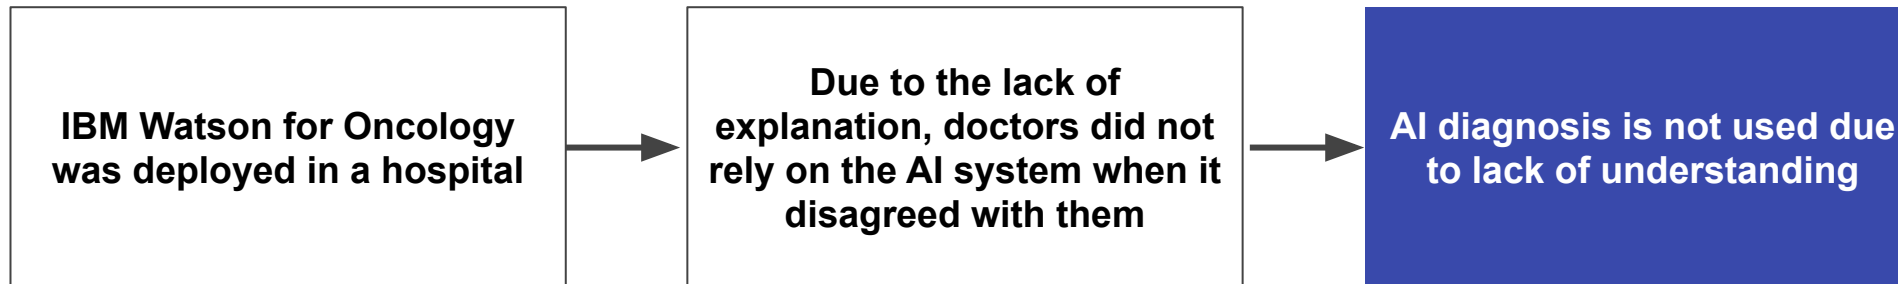 IBM Watson for Oncology
was deployed in a hospital
Due to the lack of
explanation, doctors did not
rely on the AI system when it
disagreed with them
AI diagnosis is not used due
to lack of understanding